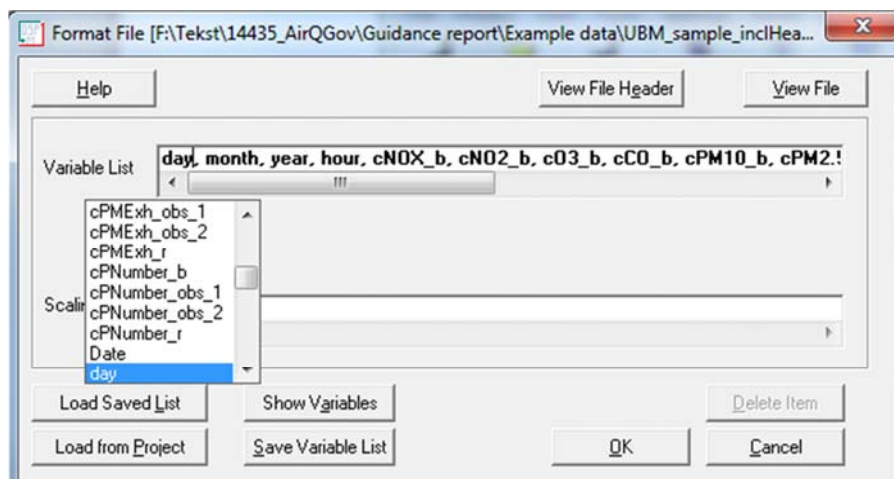 Format File [F:\Tekst\14435_AirQGov\Guidance report\Example data\UBM_sample_inclHea...
Help
View File Header
View File
Variable List
day, month, year, hour, cNOX_b, cNO2_b, cO3_b, cCO_b, cPM10_b, cPM2.
cPMExh_obs_1
cPMExh_obs_2
cPMExh_r
cPNumber_b
cPNumber_obs_1
cPNumber_obs_2
cPNumber_r
Date
day
Scalin
Load Saved List
Show Variables
Delete Item
Load from Project
Save Variable List
OK
Cancel